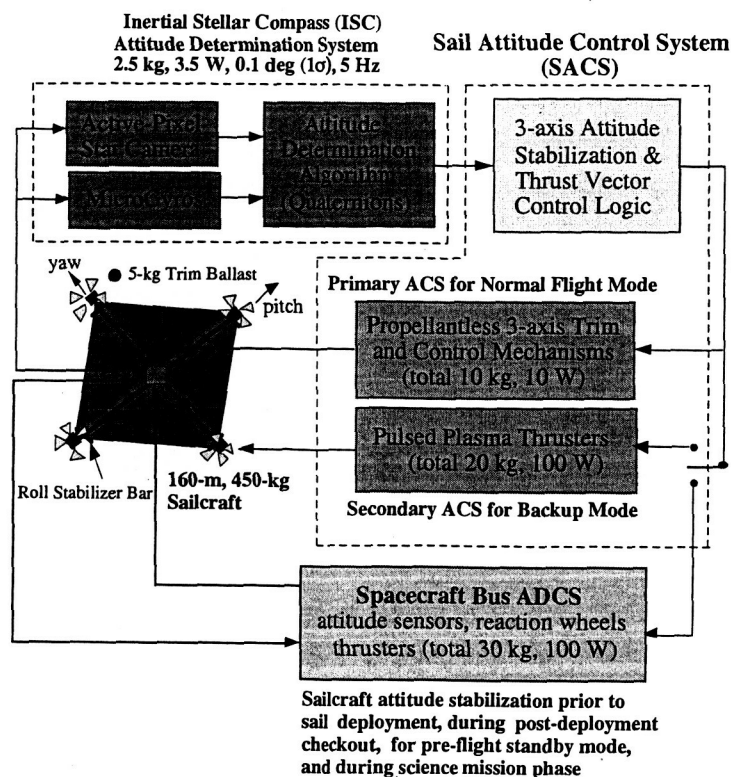 Inertial Stellar Compass (ISC)
Attitude Determination System
2.5 kg, 3.5 W, 0.1 deg (1σ), 5 Hz
Sail Attitude Control System
(SACS)
Active-Pixel
Star Camera
MicroGyro
Attitude
Determination
Algorithm
(Quaternions)
3-axis Attitude
Stabilization &
Thrust Vector
Control Logic
yaw
5-kg Trim Ballast
pitch
Primary ACS for Normal Flight Mode
Propellantless 3-axis Trim
and Control Mechanisms
(total 10 kg, 10 W)
Pulsed Plasma Thrusters
(total 20 kg, 100 W)
Roll Stabilizer Bar
160-m, 450-kg
Sailcraft
Secondary ACS for Backup Mode
Spacecraft Bus ADCS
attitude sensors, reaction wheels
thrusters (total 30 kg, 100 W)
Sailcraft attitude stabilization prior to
sail deployment, during post-deployment
checkout, for pre-flight standby mode,
and during science mission phase